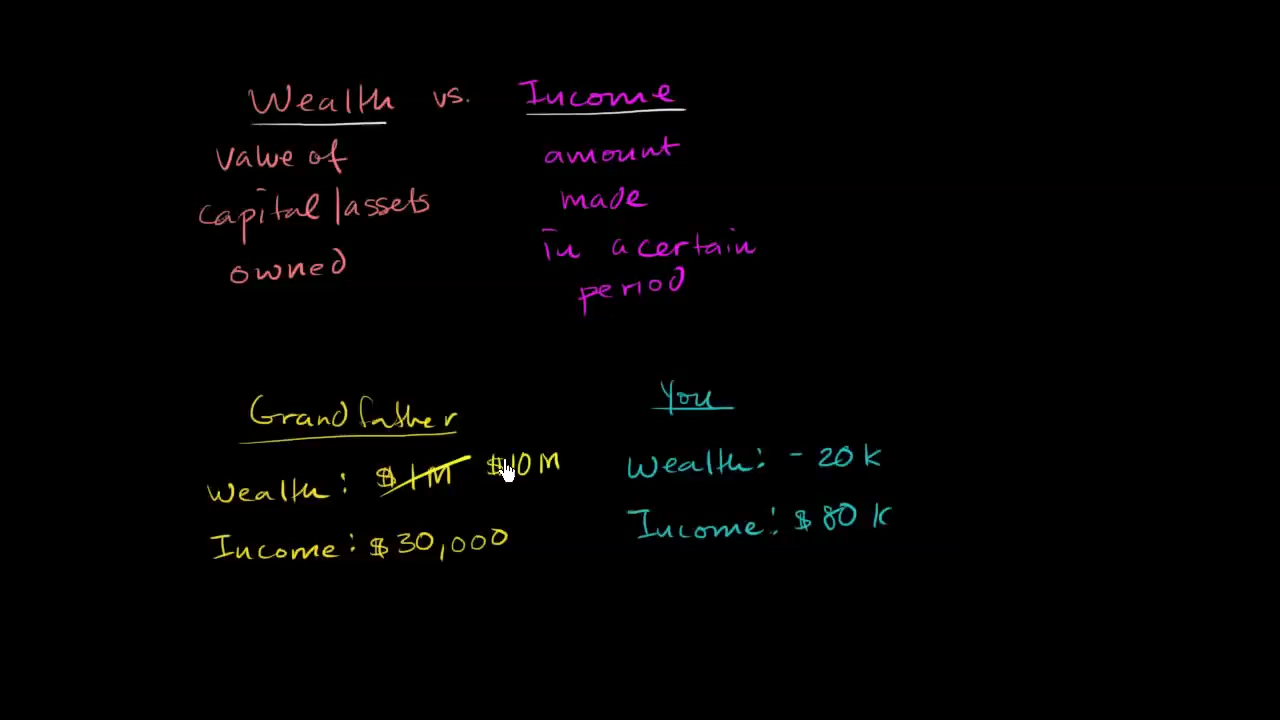 Wealth vs. Income
value of
capital/assets
owned
amount
made
in a certain
period
Grandfather
Wealth: $1M $10M
Income: $30,000
You
Wealth: - 20K
Income: $80K